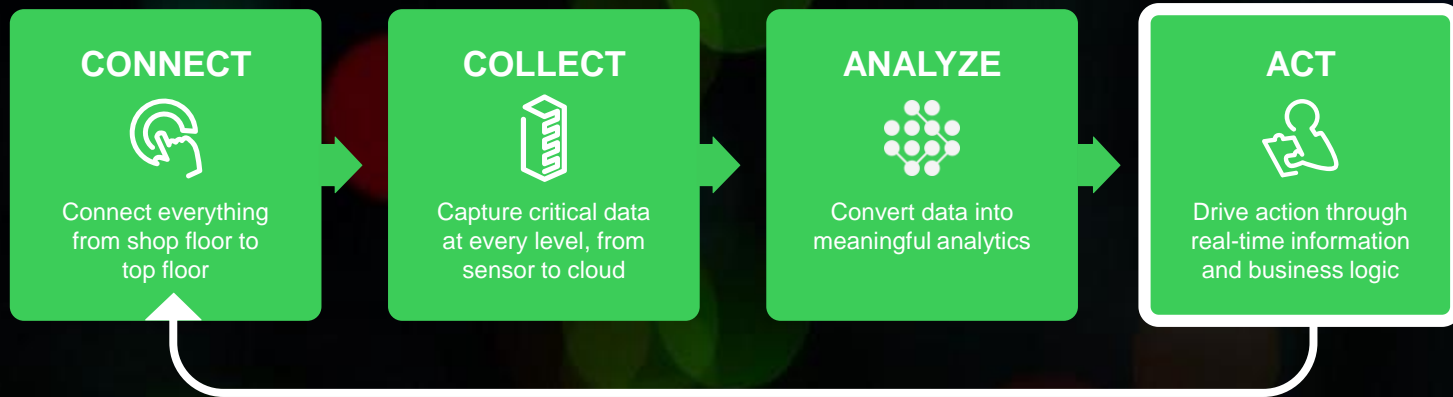 CONNECT
Connect everything
from shop floor to
top floor
COLLECT
Capture critical data
at every level, from
sensor to cloud
ANALYZE
Convert data into
meaningful analytics
ACT
Drive action through
real-time information
and business logic